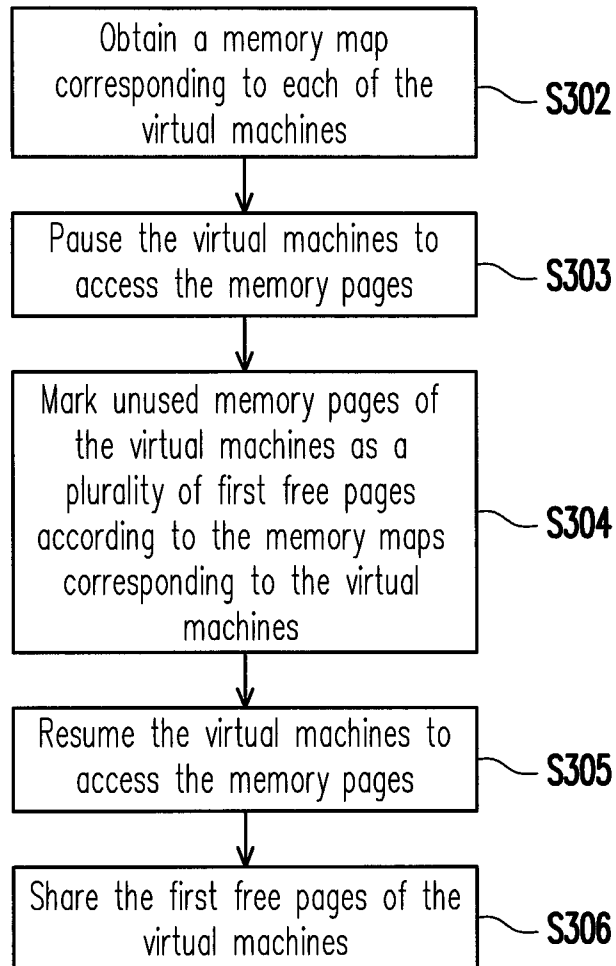 Obtain a memory map
corresponding to each of the
virtual machines
S302
Pause the virtual machines to
access the memory pages
S303
Mark unused memory pages of
the virtual machines as a
plurality of first free pages
according to the memory maps
corresponding to the virtual
machines
S304
Resume the virtual machines to
access the memory pages
S305
Share the first free pages of the
virtual machines
S306